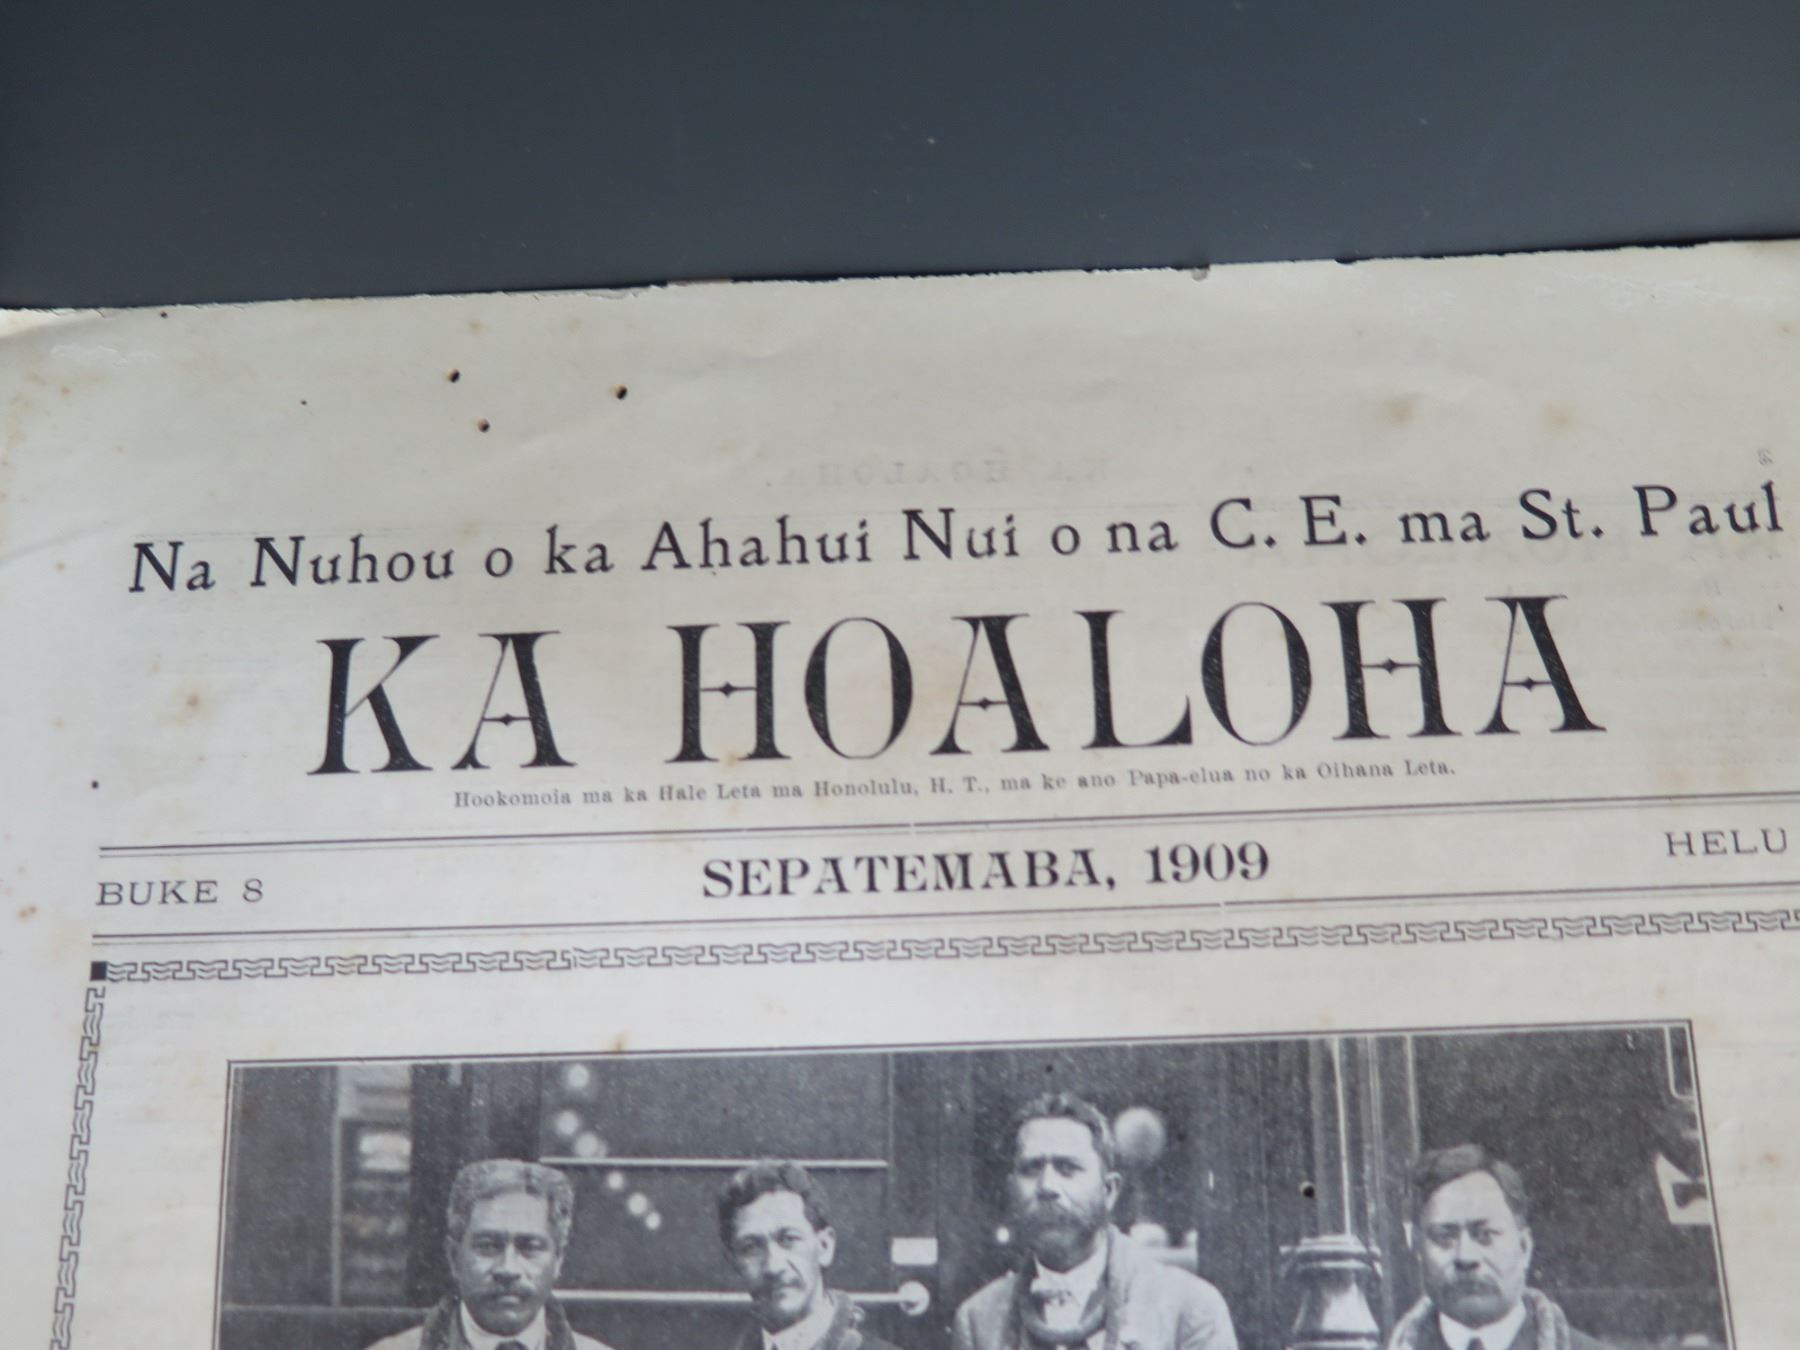 Na Nuhou o ka Ahahui Nui o na C. E. ma St. Paul
KA HOALOHA
Hookomoia ma ka Hale Leta ma Honolulu, H. T., ma ke ano Papa-elua no ka Oihana Leta.
BUKE 8
SEPATEMABA, 1909
HELU